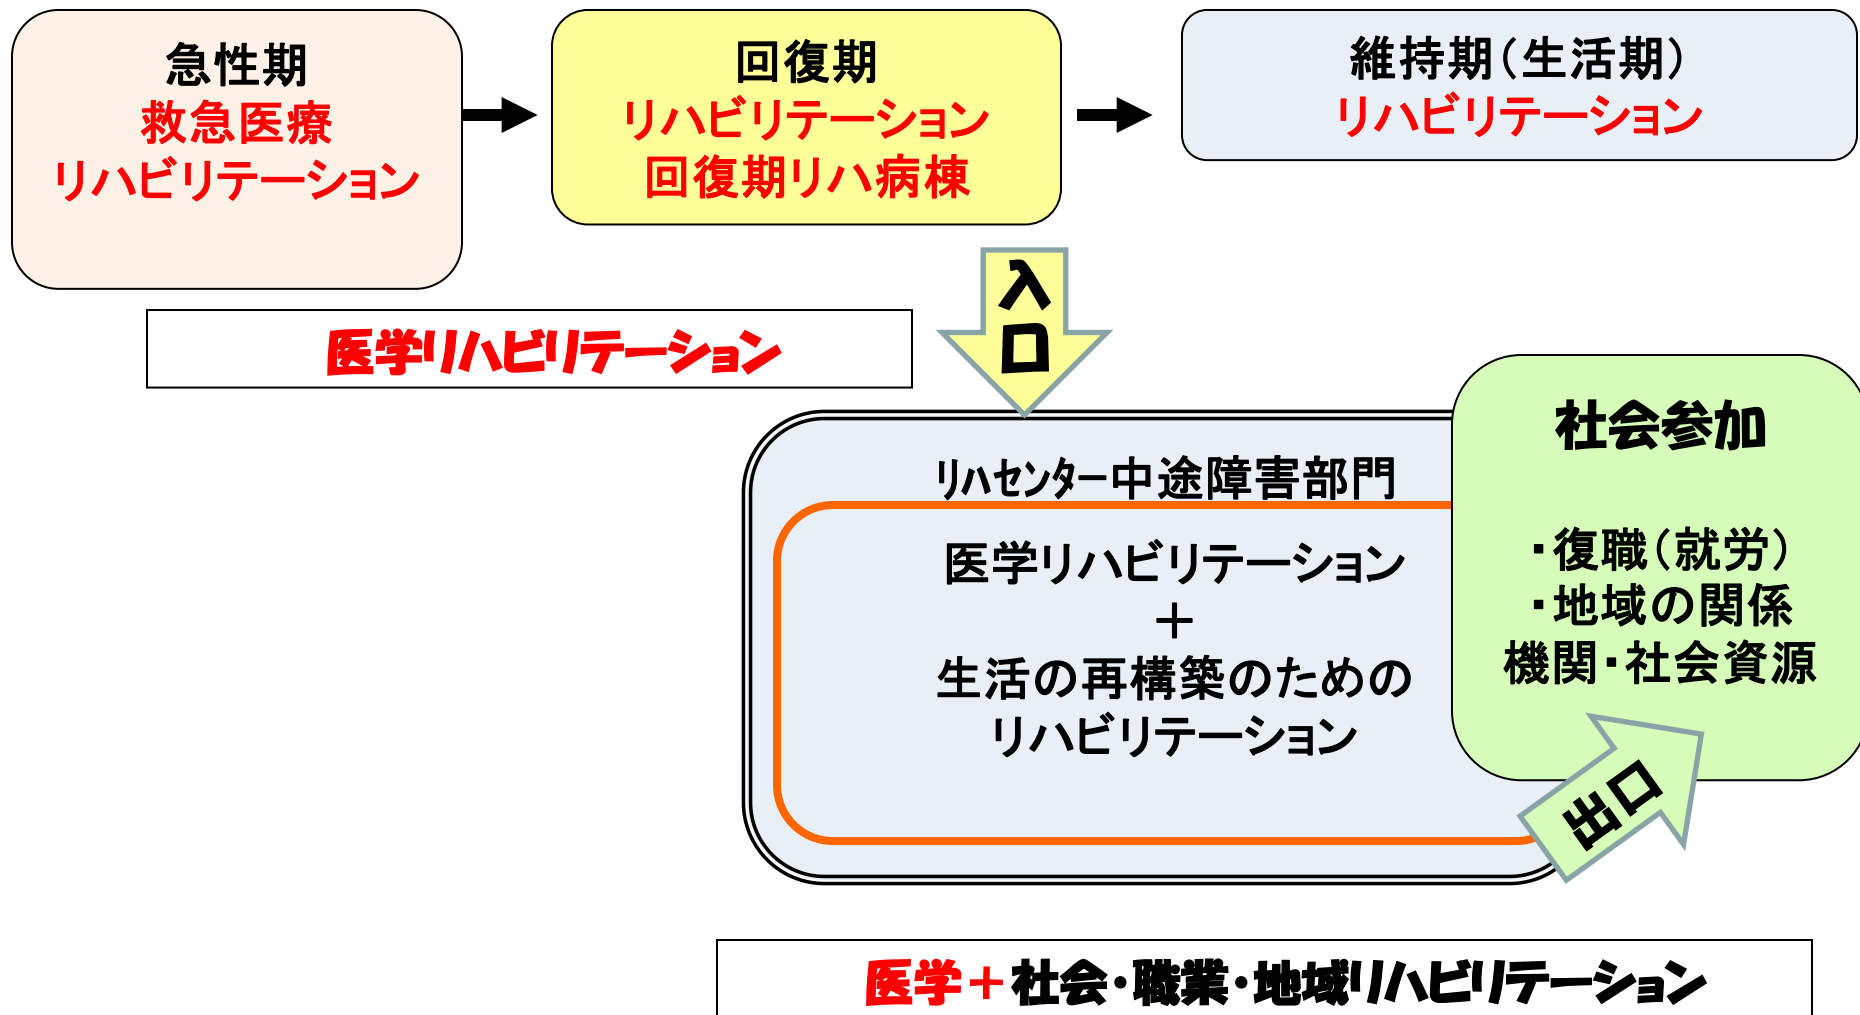 急性期
救急医療
リハビリテーション
回復期
リハビリテーション
回復期リハ病棟
維持期(生活期)
リハビリテーション
医学リハビリテーション
入
口
リハセンター中途障害部門
医学リハビリテーション
+
生活の再構築のための
リハビリテーション
社会参加
・復職(就労)
・地域の関係
機関・社会資源
出口
医学+社会・職業・地域リハビリテーション